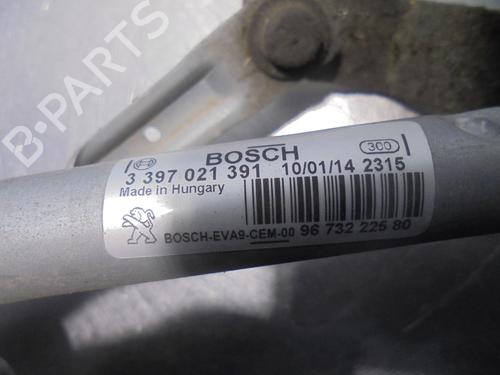 B-PARTS
BOSCH
300
3 397 021 391 10/01/14 2315
Made in Hungary
BOSCH-EVA9-CEM-00 96 732 225 80